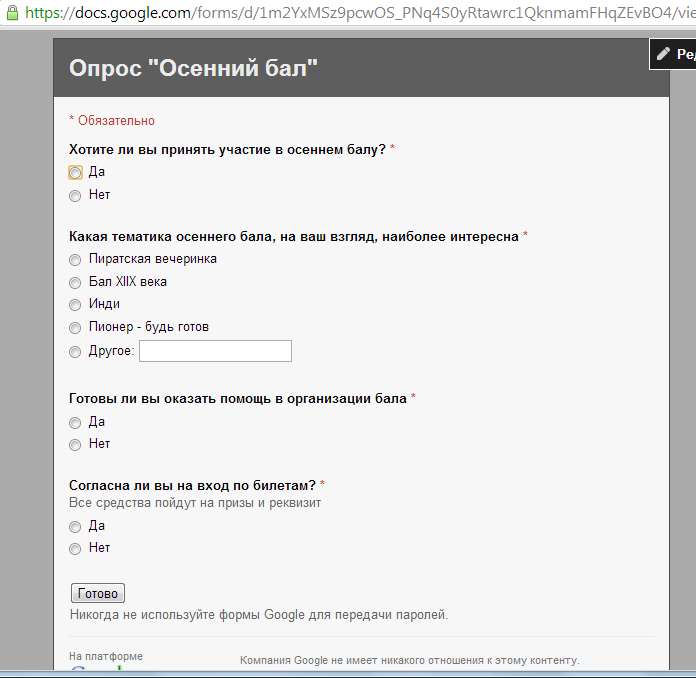 https://docs.google.com/forms/d/1m2YxMSz9pcwOS_PNq4S0yRtawrc1QknmamFHqZEvBO4/vie
Опрос "Осенний бал"
Ре
* Обязательно
Хотите ли вы принять участие в осеннем балу? *
Да
Нет
Какая тематика осеннего бала, на ваш взгляд, наиболее интересна *
Пиратская вечеринка
Бал XIIX века
Инди
Пионер - будь готов
Другое:
Готовы ли вы оказать помощь в организации бала *
Да
Нет
Согласна ли вы на вход по билетам? *
Все средства пойдут на призы и реквизит
Да
Нет
Готово
Никогда не используйте формы Google для передачи паролей.
На платформе
Компания Google не имеет никакого отношения к этому контенту.